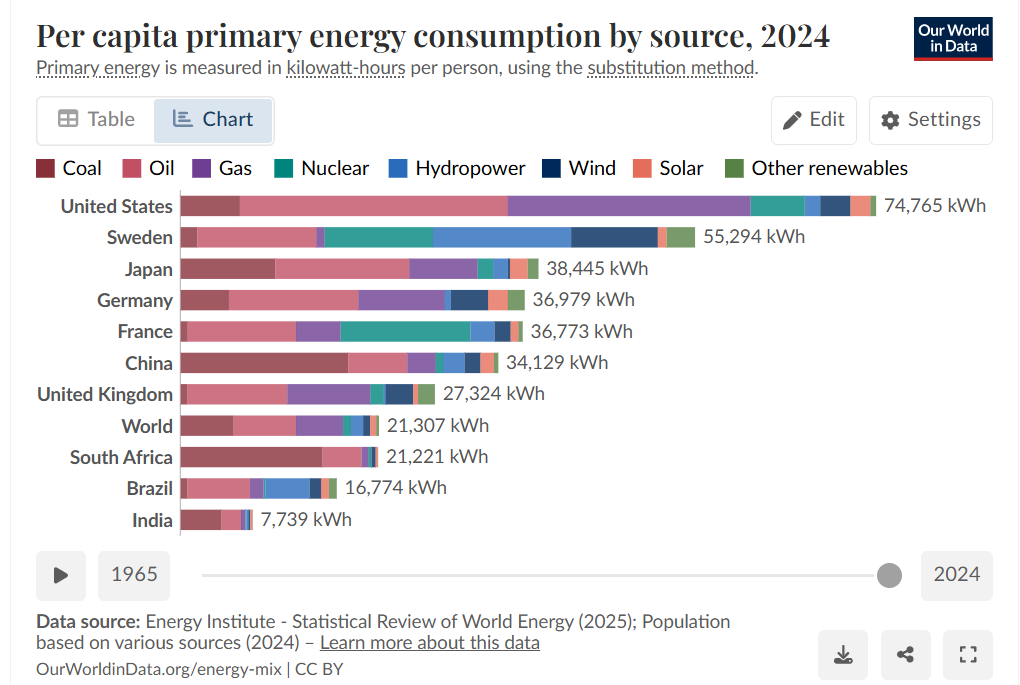 Per capita primary energy consumption by source, 2024
Our World
in Data
Primary energy is measured in kilowatt-hours per person, using the substitution method.
Table
Chart
Edit
Settings
Coal
Oil
Gas
Nuclear
Hydropower
Wind
Solar
Other renewables
United States 74,765 kWh
Sweden 55,294 kWh
Japan 38,445 kWh
Germany 36,979 kWh
France 36,773 kWh
China 34,129 kWh
United Kingdom 27,324 kWh
World 21,307 kWh
South Africa 21,221 kWh
Brazil 16,774 kWh
India 7,739 kWh
1965
2024
Data source: Energy Institute - Statistical Review of World Energy (2025); Population
based on various sources (2024) – Learn more about this data
OurWorldinData.org/energy-mix | CC BY